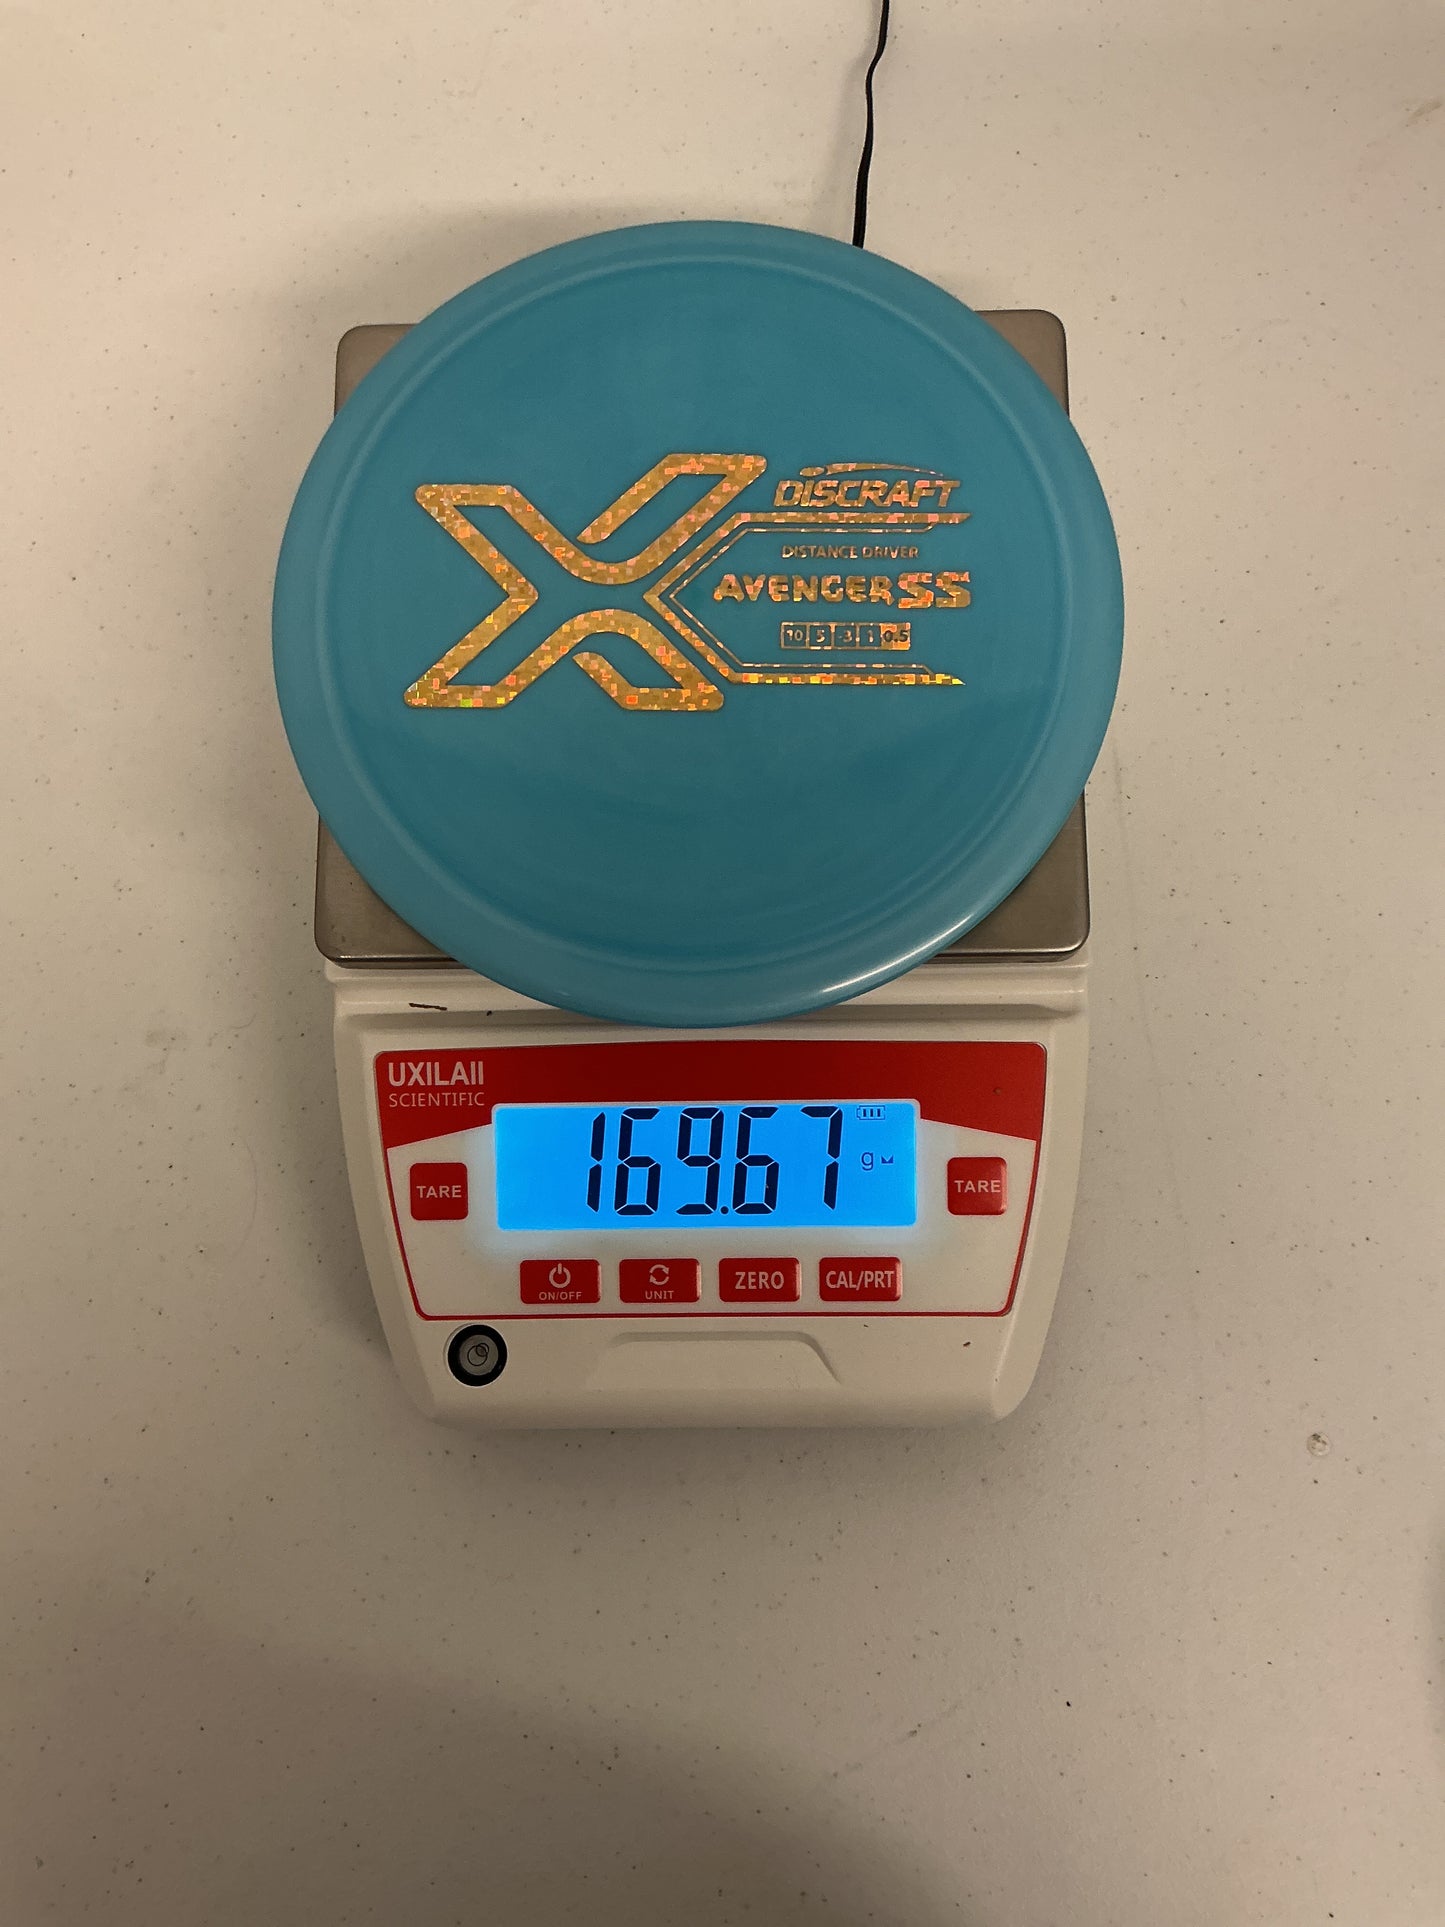 DISCRAFT
DISTANCE DRIVER
AVENGER SS
10 5 -3 1 0.5
UXILAII
SCIENTIFIC
169.67 g
TARE
TARE
ON/OFF
UNIT
ZERO
CAL/PRT